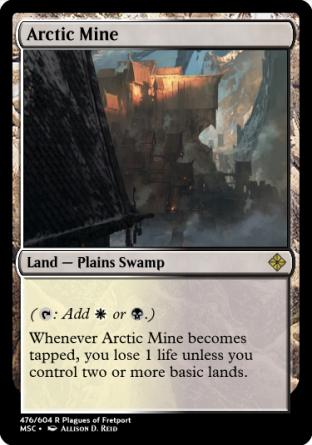 Arctic Mine
Land — Plains Swamp
(: Add or .)
Whenever Arctic Mine becomes
tapped, you lose 1 life unless you
control two or more basic lands.
476/604 R Plagues of Fretport
MSC • Allison D. Reid